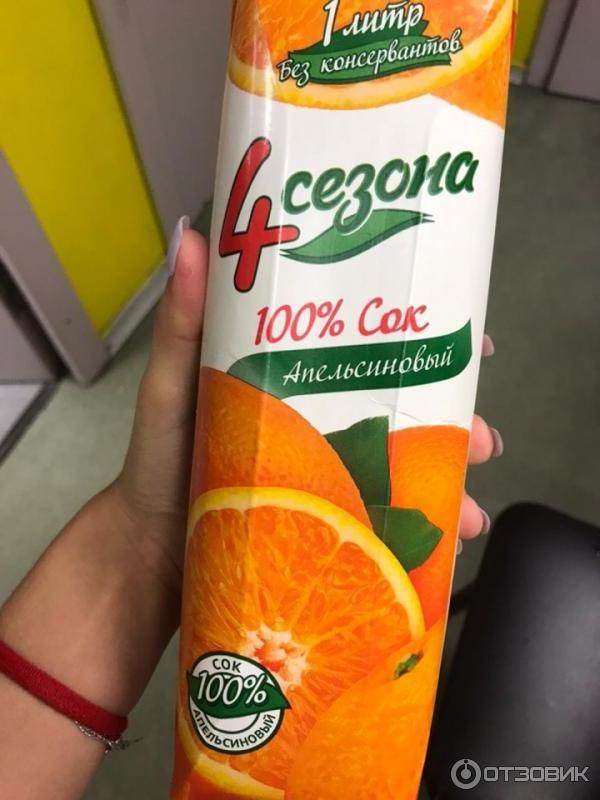 1 литр
Без консервантов
4 сезона
100% Сок
Апельсиновый
СОК
100%
АПЕЛЬСИНОВЫЙ
ОТЗОВИК